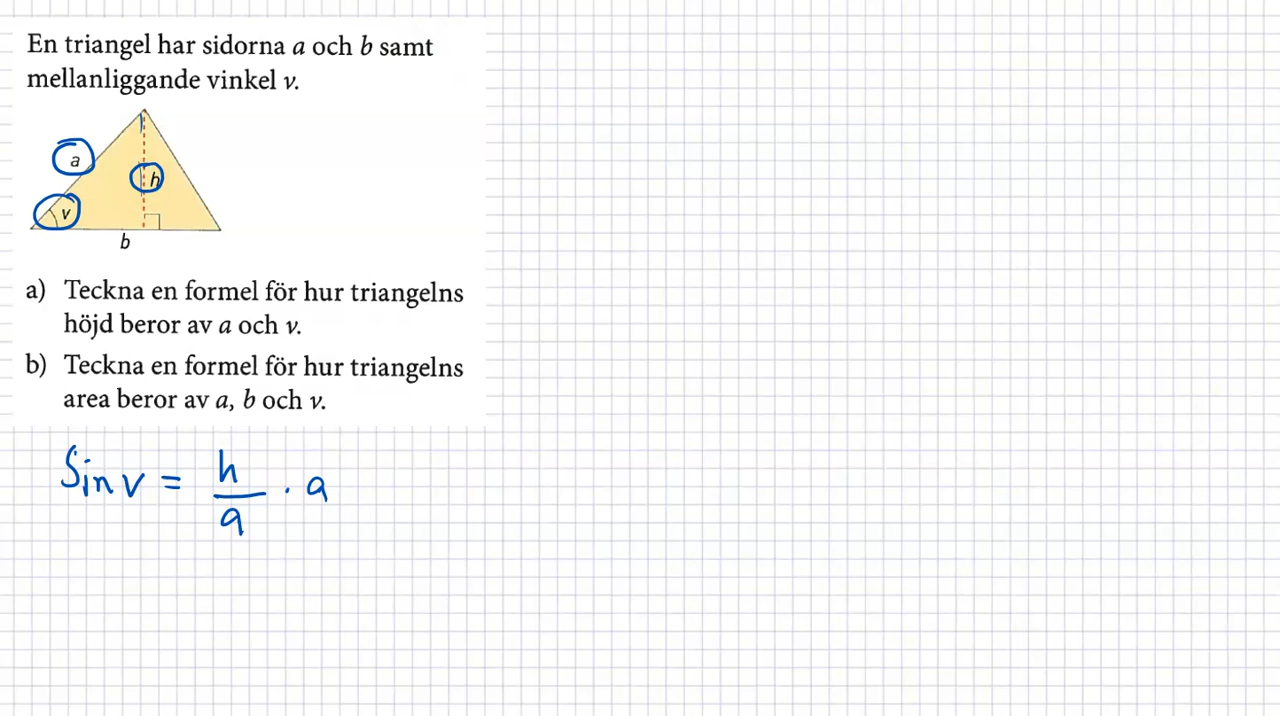 En triangel har sidorna a och b samt
mellanliggande vinkel v.
a
h
v
b
a) Teckna en formel för hur triangelns
höjd beror av a och v.
b) Teckna en formel för hur triangelns
area beror av a, b och v.
Sin v = h/a · a